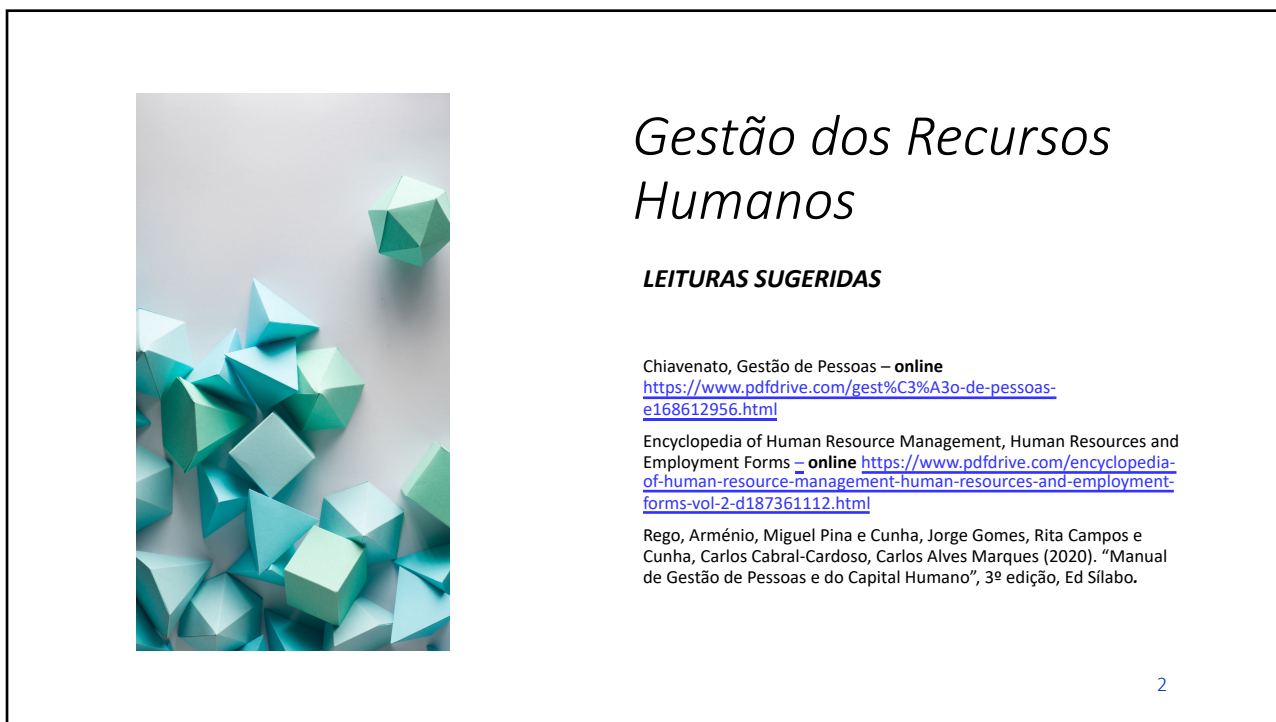 Gestão dos Recursos
Humanos
LEITURAS SUGERIDAS
Chiavenato, Gestão de Pessoas – online
https://www.pdfdrive.com/gest%C3%A3o-de-pessoas-
e168612956.html
Encyclopedia of Human Resource Management, Human Resources and
Employment Forms – online https://www.pdfdrive.com/encyclopedia-
of-human-resource-management-human-resources-and-employment-
forms-vol-2-d187361112.html
Rego, Arménio, Miguel Pina e Cunha, Jorge Gomes, Rita Campos e
Cunha, Carlos Cabral-Cardoso, Carlos Alves Marques (2020). “Manual
de Gestão de Pessoas e do Capital Humano”, 3º edição, Ed Sílabo.
2